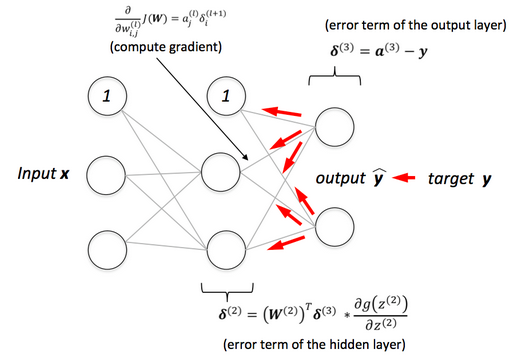 ∂/∂w_{i,j}^{(l)} J(W) = a_j^{(l)} δ_i^{(l+1)}
(compute gradient)
(error term of the output layer)
δ^{(3)} = a^{(3)} − y
1
1
Input x
output ŷ
target y
δ^{(2)} = (W^{(2)})^T δ^{(3)} * ∂g(z^{(2)})/∂z^{(2)}
(error term of the hidden layer)